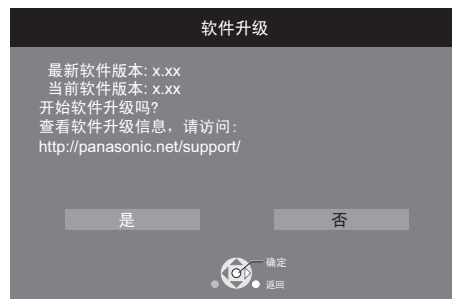 软件升级
最新软件版本: x.xx
当前软件版本: x.xx
开始软件升级吗?
查看软件升级信息，请访问:
http://panasonic.net/support/
是
否
确定
返回